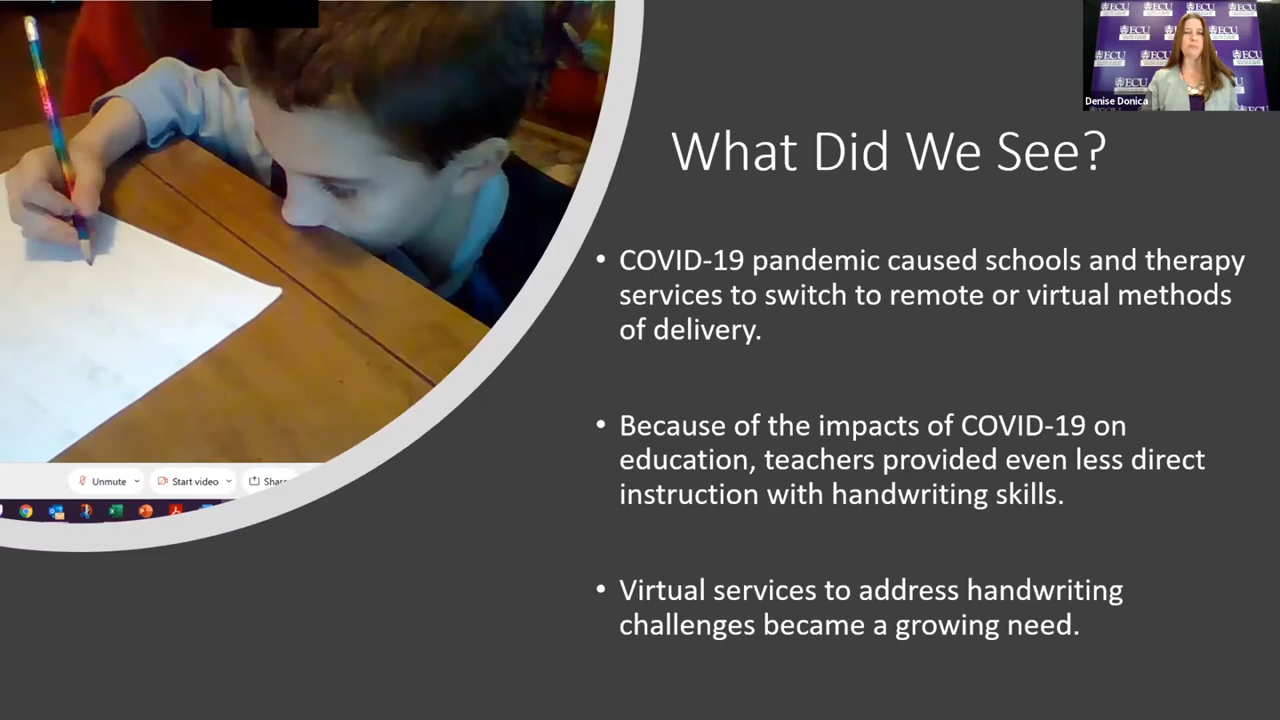 ECU
Denise Donica
What Did We See?
• COVID-19 pandemic caused schools and therapy
services to switch to remote or virtual methods
of delivery.
• Because of the impacts of COVID-19 on
education, teachers provided even less direct
instruction with handwriting skills.
• Virtual services to address handwriting
challenges became a growing need.
Unmute
Start video